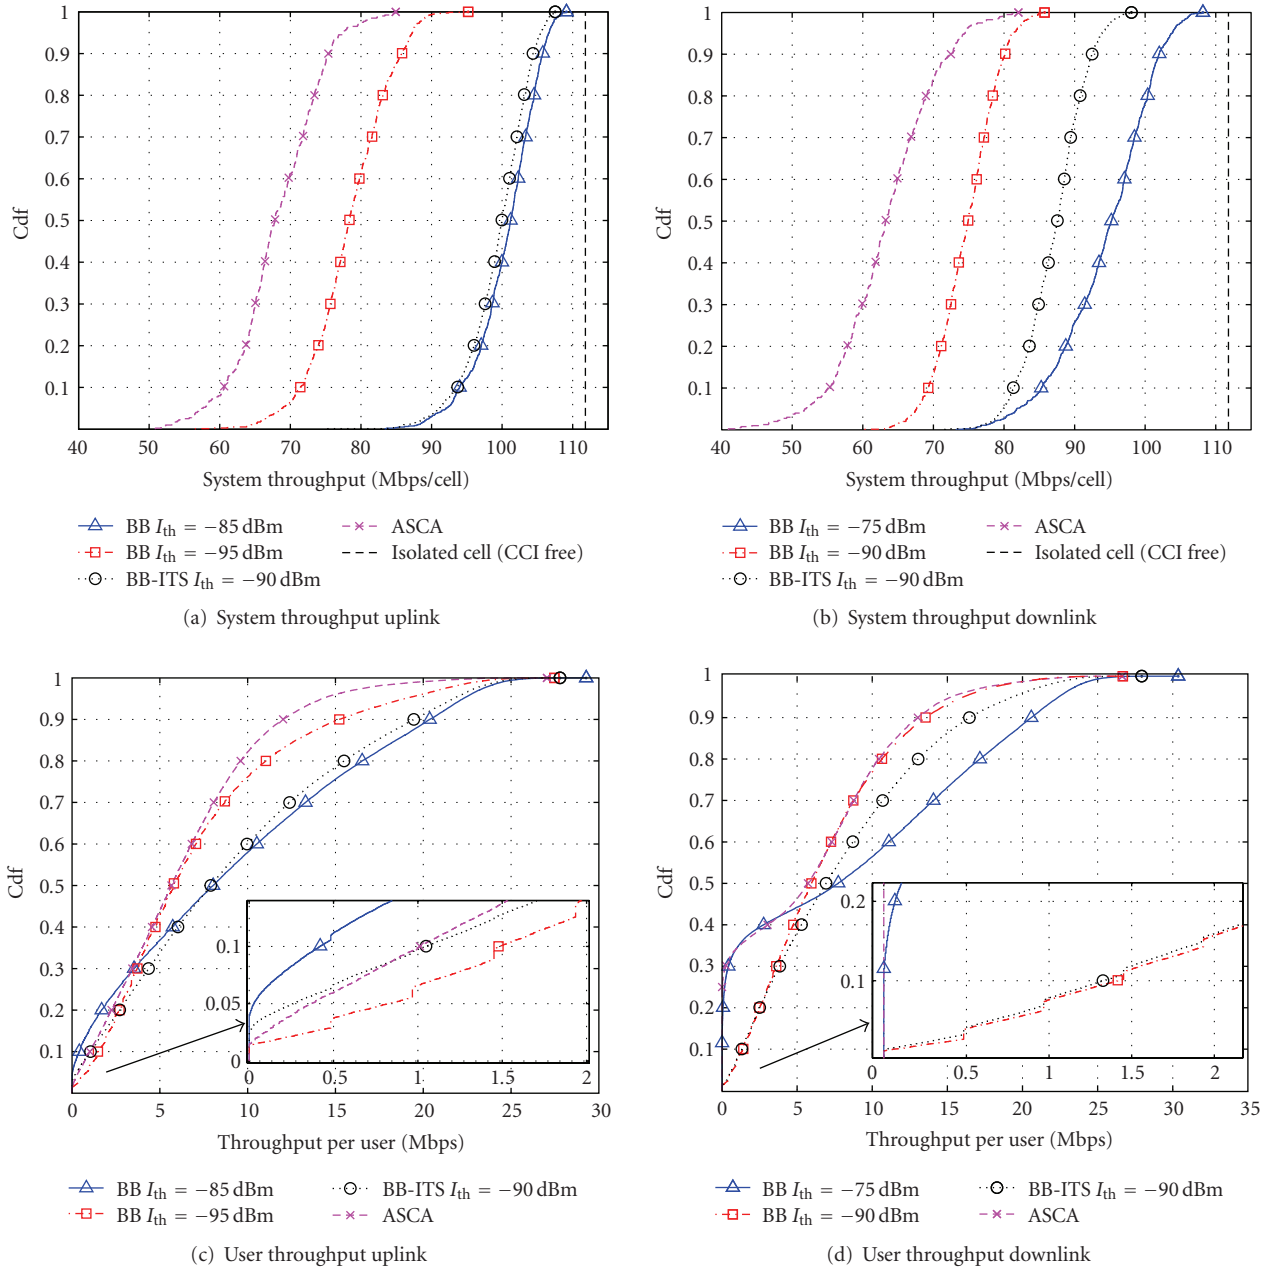 1
0.9
0.8
0.7
0.6
0.5
0.4
0.3
0.2
0.1
Cdf
40 50 60 70 80 90 100 110
System throughput (Mbps/cell)
BB Ith = −85 dBm
BB Ith = −95 dBm
BB-ITS Ith = −90 dBm
ASCA
Isolated cell (CCI free)
(a) System throughput uplink
1
0.9
0.8
0.7
0.6
0.5
0.4
0.3
0.2
0.1
Cdf
40 50 60 70 80 90 100 110
System throughput (Mbps/cell)
BB Ith = −75 dBm
BB Ith = −90 dBm
BB-ITS Ith = −90 dBm
ASCA
Isolated cell (CCI free)
(b) System throughput downlink
1
0.9
0.8
0.7
0.6
0.5
0.4
0.3
0.2
0.1
Cdf
0.1
0.05
0
0 0.5 1 1.5 2
0 5 10 15 20 25 30
Throughput per user (Mbps)
BB Ith = −85 dBm
BB Ith = −95 dBm
BB-ITS Ith = −90 dBm
ASCA
(c) User throughput uplink
1
0.9
0.8
0.7
0.6
0.5
0.4
0.3
0.2
0.1
Cdf
0.2
0.1
0 0.5 1 1.5 2
0 5 10 15 20 25 30 35
Throughput per user (Mbps)
BB Ith = −75 dBm
BB Ith = −90 dBm
BB-ITS Ith = −90 dBm
ASCA
(d) User throughput downlink